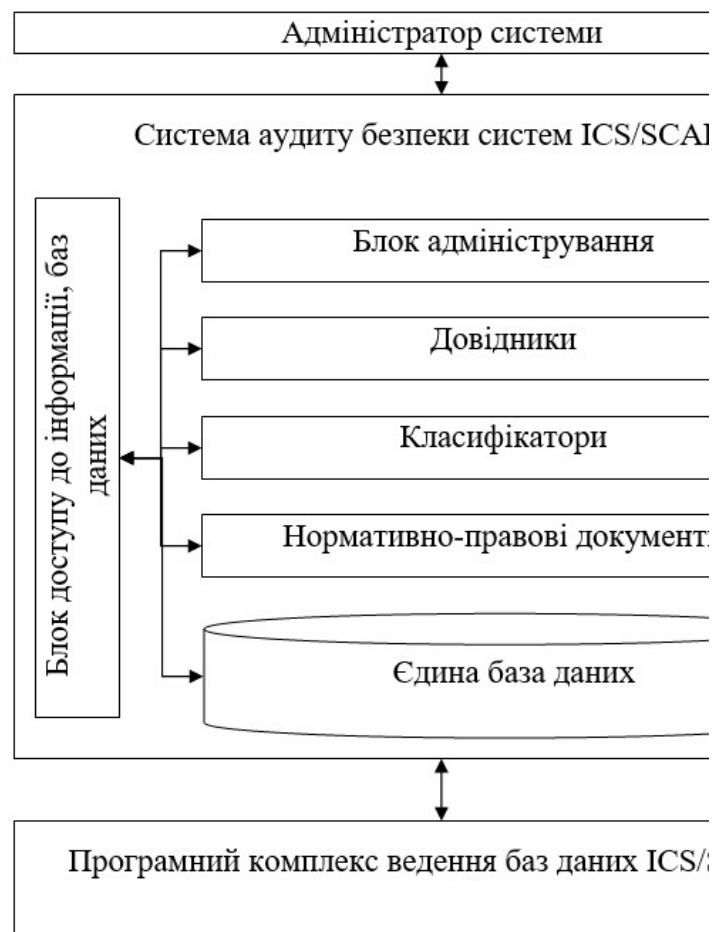 Адміністратор системи
Система аудиту безпеки систем ICS/SCA
Блок доступу до інформації, баз
даних
Блок адміністрування
Довідники
Класифікатори
Нормативно-правові документ
Єдина база даних
Програмний комплекс ведення баз даних ICS/